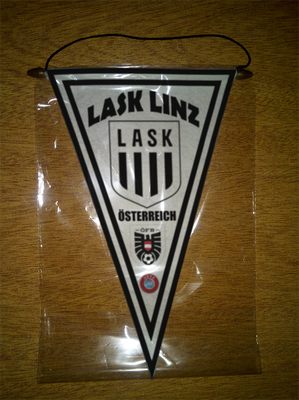 LASK LINZ
LASK
ÖSTERREICH
ÖFB